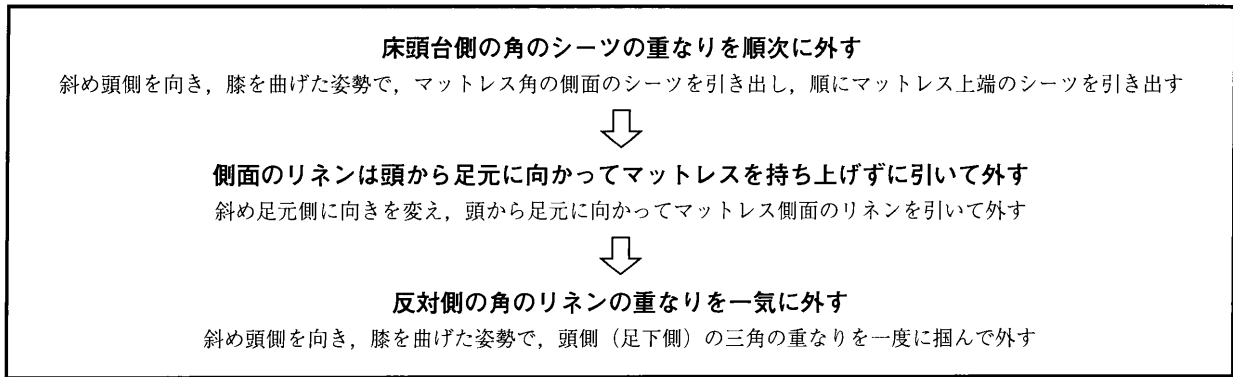 床頭台側の角のシーツの重なりを順次に外す
斜め頭側を向き，膝を曲げた姿勢で，マットレス角の側面のシーツを引き出し，順にマットレス上端のシーツを引き出す
側面のリネンは頭から足元に向かってマットレスを持ち上げずに引いて外す
斜め足元側に向きを変え，頭から足元に向かってマットレス側面のリネンを引いて外す
反対側の角のリネンの重なりを一気に外す
斜め頭側を向き，膝を曲げた姿勢で，頭側（足下側）の三角の重なりを一度に掴んで外す